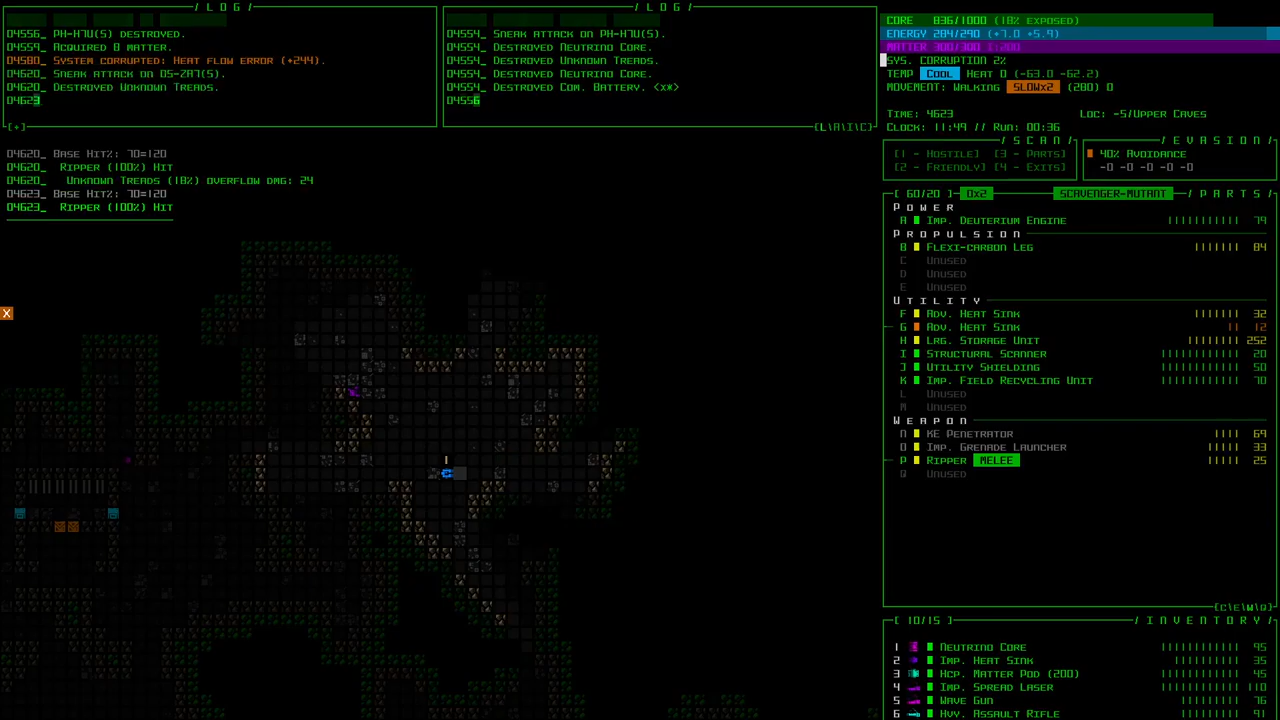 / L O G /
04556_ PH-H7U(S) DESTROYED.
04559_ ACQUIRED 8 MATTER.
04580_ SYSTEM CORRUPTED: HEAT FLOW ERROR (+244).
04620_ SNEAK ATTACK ON DS-ZA7(S).
04620_ DESTROYED UNKNOWN TREADS.
04623
[+]
/ L O G /
04554_ SNEAK ATTACK ON PH-H7U(S).
04554_ DESTROYED NEUTRINO CORE.
04554_ DESTROYED UNKNOWN TREADS.
04554_ DESTROYED NEUTRINO CORE.
04554_ DESTROYED COM. BATTERY. <X*>
04556
(L\A\I\C)
04620_ BASE HIT%: 70=120
04620_ RIPPER (100%) HIT
04620_ UNKNOWN TREADS (18%) OVERFLOW DMG: 24
04623_ BASE HIT%: 70=120
04623_ RIPPER (100%) HIT
X
CORE 836/1000 (18% EXPOSED)
ENERGY 284/290 (+7.0 +5.9)
MATTER 300/300 (:200
SYS. CORRUPTION 2%
TEMP COOL HEAT 0 (-63.0 -62.2)
MOVEMENT: WALKING SLOWX2 (280) 0
TIME: 4623 LOC: -5/UPPER CAVES
CLOCK: 11:49 // RUN: 00:36
/ S C A N /
[1 - HOSTILE] [3 - PARTS]
[2 - FRIENDLY] [4 - EXITS]
/ E V A S I O N /
40% AVOIDANCE
-0 -0 -0 -0 -0
[ 60/20 ] 0X2 SCAVENGER-MUTANT / P A R T S /
P O W E R
A IMP. DEUTERIUM ENGINE 79
P R O P U L S I O N
B FLEXI-CARBON LEG 84
C UNUSED
D UNUSED
E UNUSED
U T I L I T Y
F ADV. HEAT SINK 32
G ADV. HEAT SINK 12
H LRG. STORAGE UNIT 252
I STRUCTURAL SCANNER 20
J UTILITY SHIELDING 50
K IMP. FIELD RECYCLING UNIT 70
L UNUSED
M UNUSED
W E A P O N
N KE PENETRATOR 69
O IMP. GRENADE LAUNCHER 33
P RIPPER MELEE 25
Q UNUSED
(C\E\W\Q)
[ 10/15 ] / I N V E N T O R Y /
1 NEUTRINO CORE 95
2 IMP. HEAT SINK 35
3 HCP. MATTER POD (200) 45
4 IMP. SPREAD LASER 110
5 WAVE GUN 76
6 HVY. ASSAULT RIFLE 91